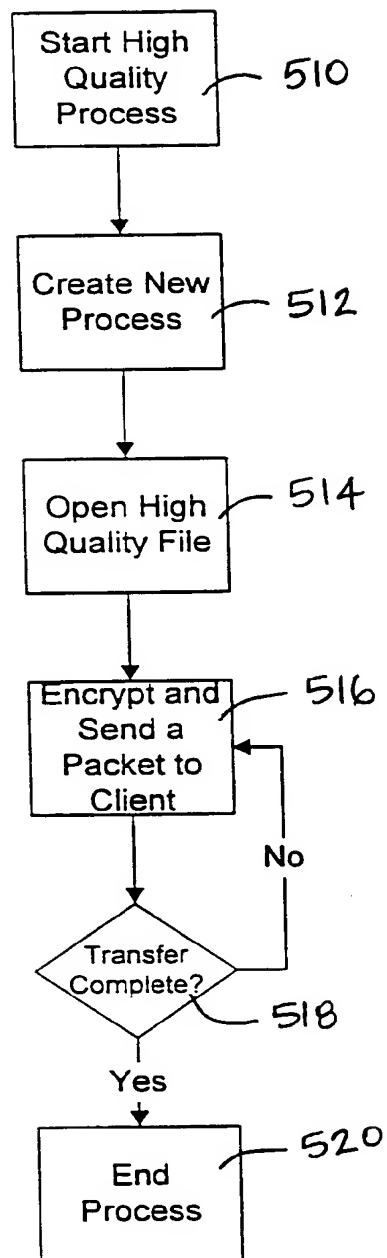 Start High
Quality
Process
510
Create New
Process
512
Open High
Quality File
514
Encrypt and
Send a
Packet to
Client
516
No
Transfer
Complete?
518
Yes
End
Process
520